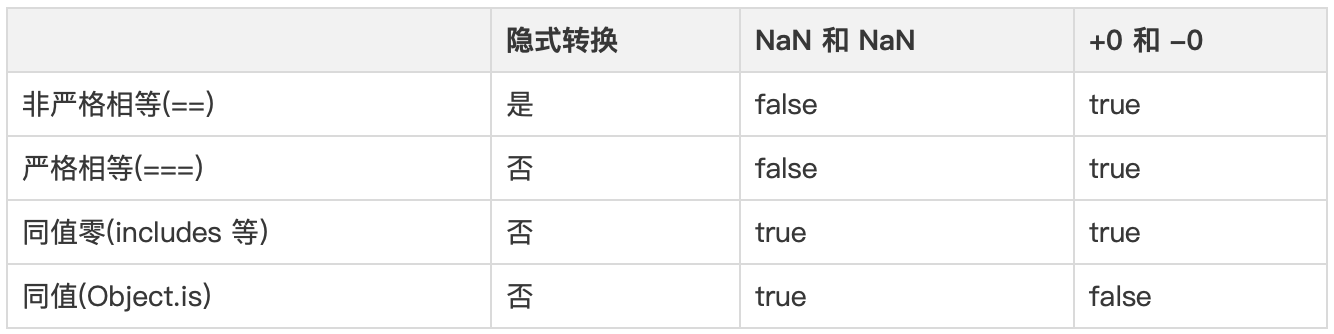 隐式转换 NaN 和 NaN +0 和 -0
非严格相等(==) 是 false true
严格相等(===) 否 false true
同值零(includes 等) 否 true true
同值(Object.is) 否 true false